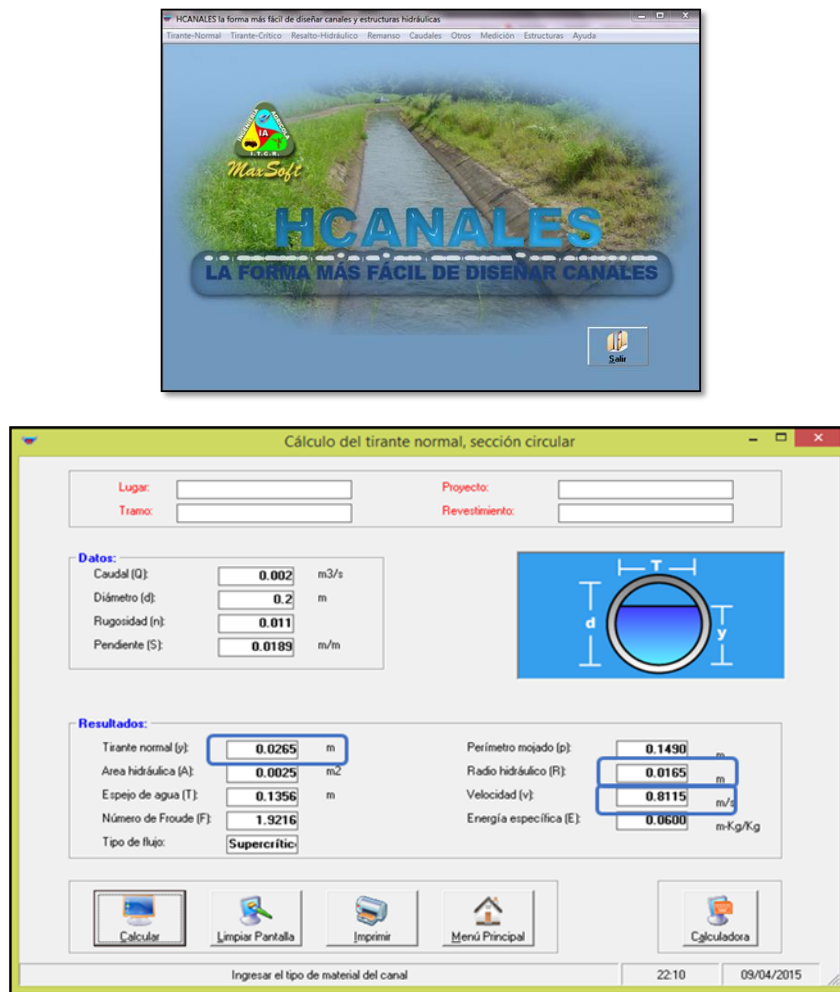 HCANALES la forma más fácil de diseñar canales y estructuras hidráulicas
Tirante-Normal Tirante-Crítico Resalto-Hidráulico Remanso Caudales Otros Medición Estructuras Ayuda
INGENIERIA AGRICOLA
IA
I.T.C.R.
MaxSoft
HCANALES
LA FORMA MÁS FÁCIL DE DISEÑAR CANALES
Salir
Cálculo del tirante normal, sección circular
Lugar: Proyecto:
Tramo: Revestimiento:
Datos:
Caudal (Q): 0.002 m3/s
Diámetro (d): 0.2 m
Rugosidad (n): 0.011
Pendiente (S): 0.0189 m/m
T
d
y
Resultados:
Tirante normal (y): 0.0265 m Perímetro mojado (p): 0.1490 m
Area hidráulica (A): 0.0025 m2 Radio hidráulico (R): 0.0165 m
Espejo de agua (T): 0.1356 m Velocidad (v): 0.8115 m/s
Número de Froude (F): 1.9216 Energía específica (E): 0.0600 m-Kg/Kg
Tipo de flujo: Supercrític
Calcular Limpiar Pantalla Imprimir Menú Principal Calculadora
Ingresar el tipo de material del canal 22:10 09/04/2015